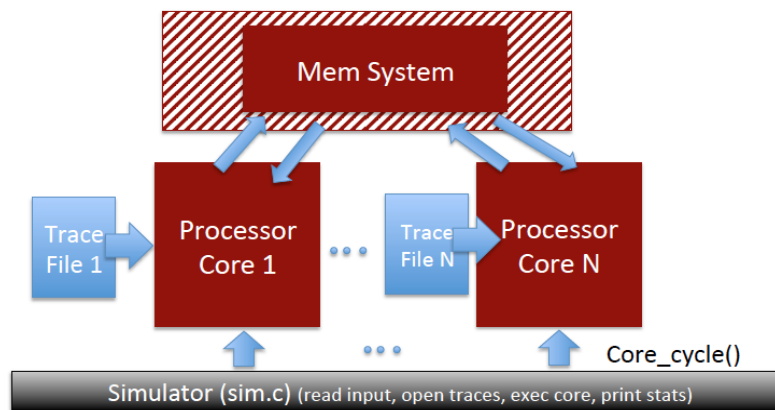 Mem System
Trace
File 1
Processor
Core 1
Trace
File N
Processor
Core N
Core_cycle()
Simulator (sim.c) (read input, open traces, exec core, print stats)